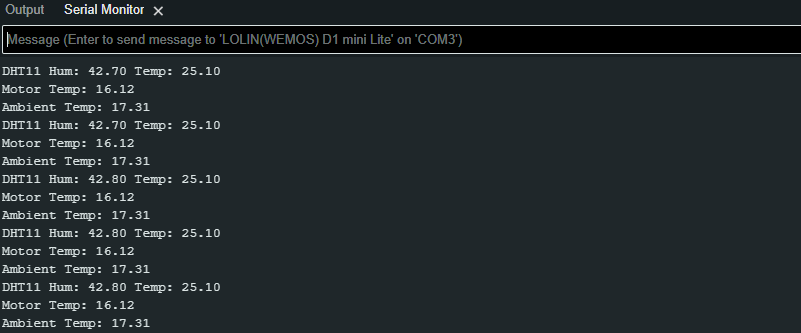 Output Serial Monitor
Message (Enter to send message to 'LOLIN(WEMOS) D1 mini Lite' on 'COM3')
DHT11 Hum: 42.70 Temp: 25.10
Motor Temp: 16.12
Ambient Temp: 17.31
DHT11 Hum: 42.70 Temp: 25.10
Motor Temp: 16.12
Ambient Temp: 17.31
DHT11 Hum: 42.80 Temp: 25.10
Motor Temp: 16.12
Ambient Temp: 17.31
DHT11 Hum: 42.80 Temp: 25.10
Motor Temp: 16.12
Ambient Temp: 17.31
DHT11 Hum: 42.80 Temp: 25.10
Motor Temp: 16.12
Ambient Temp: 17.31